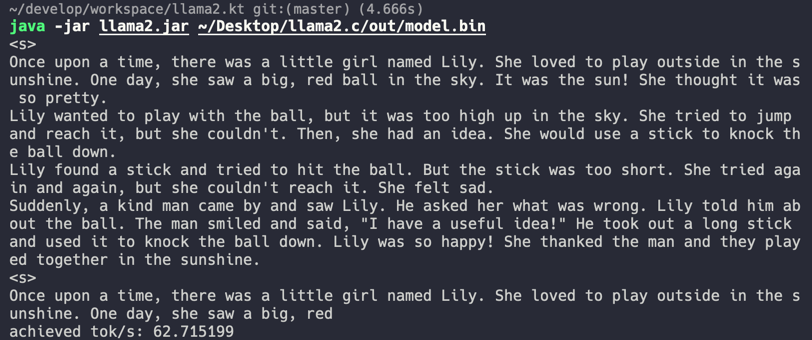 ~/develop/workspace/llama2.kt git:(master) (4.666s)
java -jar llama2.jar ~/Desktop/llama2.c/out/model.bin
<s>
Once upon a time, there was a little girl named Lily. She loved to play outside in the s
unshine. One day, she saw a big, red ball in the sky. It was the sun! She thought it was
 so pretty.
Lily wanted to play with the ball, but it was too high up in the sky. She tried to jump
and reach it, but she couldn't. Then, she had an idea. She would use a stick to knock th
e ball down.
Lily found a stick and tried to hit the ball. But the stick was too short. She tried aga
in and again, but she couldn't reach it. She felt sad.
Suddenly, a kind man came by and saw Lily. He asked her what was wrong. Lily told him ab
out the ball. The man smiled and said, "I have a useful idea!" He took out a long stick
and used it to knock the ball down. Lily was so happy! She thanked the man and they play
ed together in the sunshine.
<s>
Once upon a time, there was a little girl named Lily. She loved to play outside in the s
unshine. One day, she saw a big, red
achieved tok/s: 62.715199